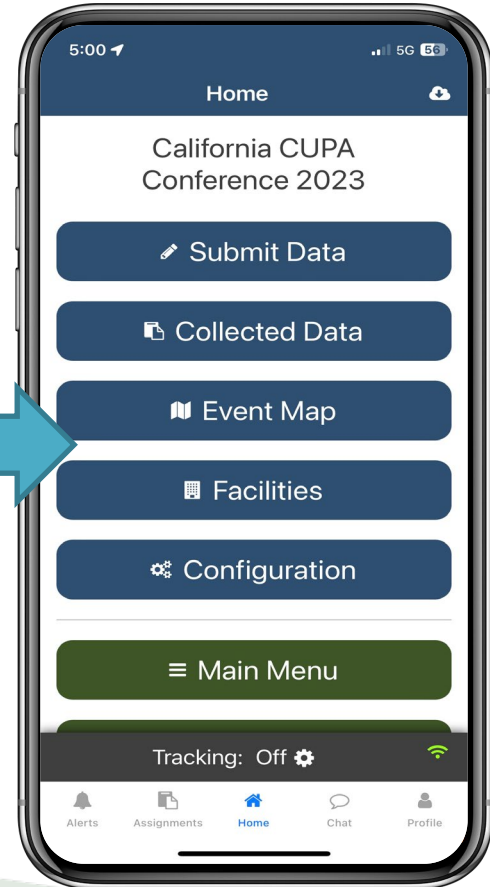 5:00
5G 56
Home
California CUPA
Conference 2023
Submit Data
Collected Data
Event Map
Facilities
Configuration
Main Menu
Tracking: Off
Alerts Assignments Home Chat Profile